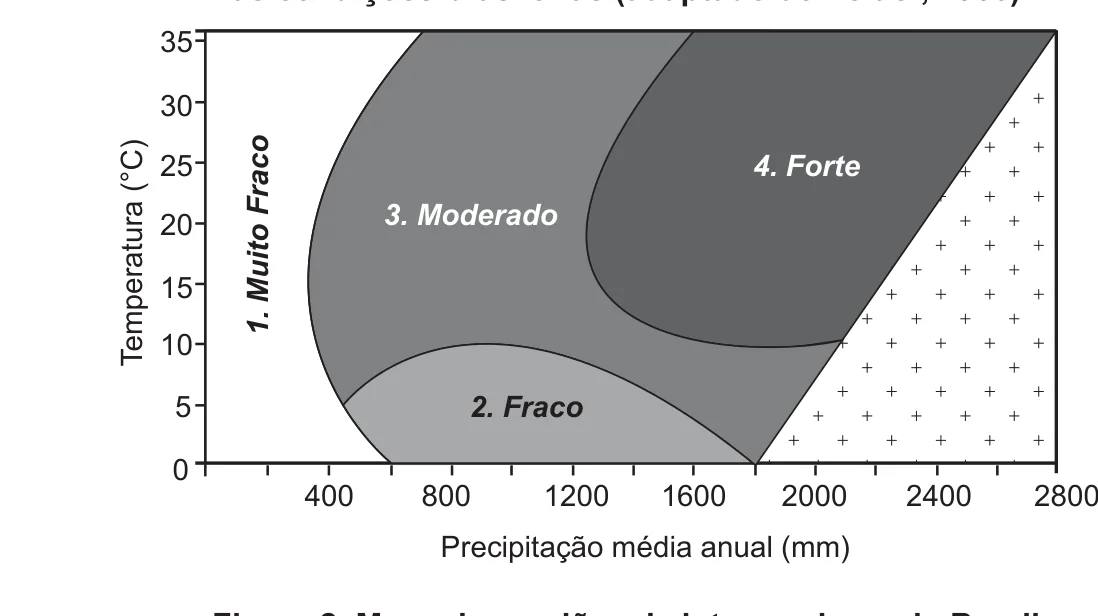 35
30
25
20
15
10
5
0
Temperatura (°C)
1. Muito Fraco
3. Moderado
4. Forte
2. Fraco
400 800 1200 1600 2000 2400 2800
Precipitação média anual (mm)